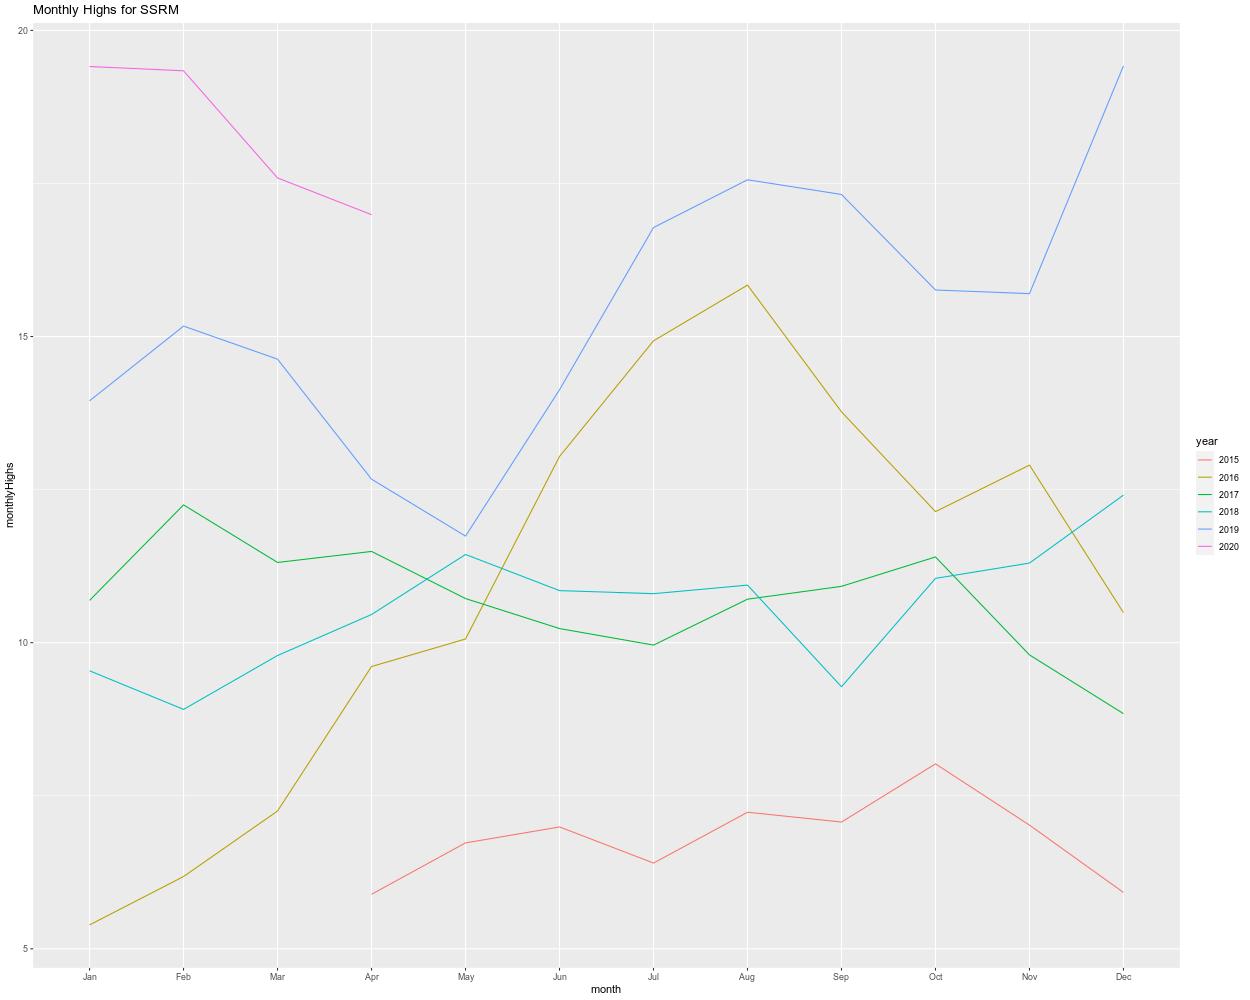 Monthly Highs for SSRM
20
15
10
5
monthlyHighs
Jan Feb Mar Apr May Jun Jul Aug Sep Oct Nov Dec
month
year
2015
2016
2017
2018
2019
2020